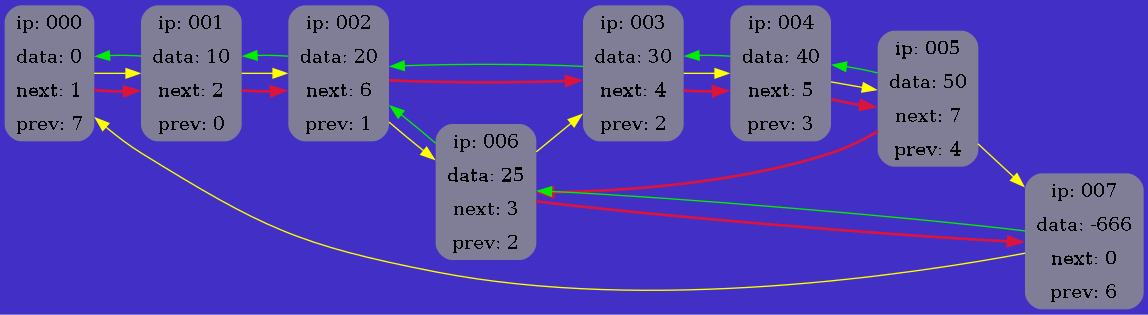 ip: 000
data: 0
next: 1
prev: 7
ip: 001
data: 10
next: 2
prev: 0
ip: 002
data: 20
next: 6
prev: 1
ip: 003
data: 30
next: 4
prev: 2
ip: 004
data: 40
next: 5
prev: 3
ip: 005
data: 50
next: 7
prev: 4
ip: 006
data: 25
next: 3
prev: 2
ip: 007
data: -666
next: 0
prev: 6